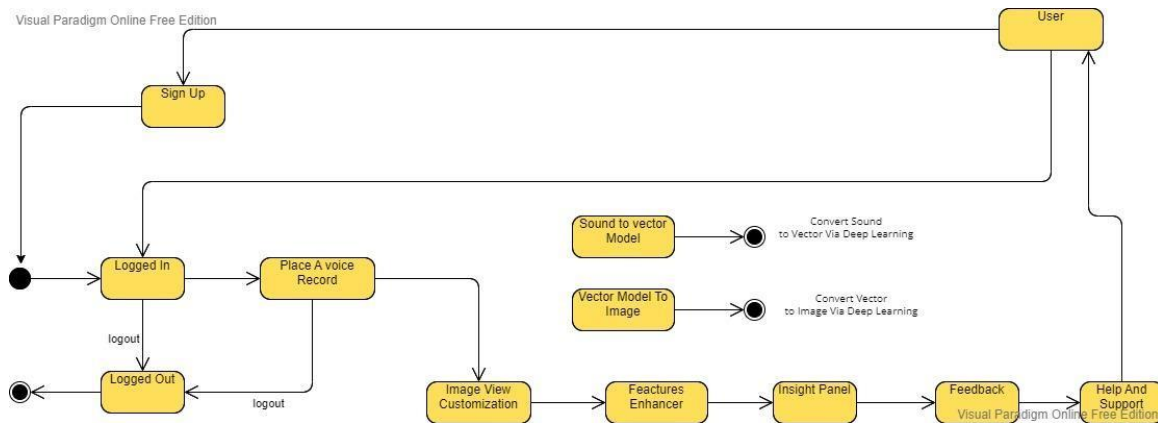 Visual Paradigm Online Free Edition
User
Sign Up
Sound to vector
Model
Convert Sound
to Vector Via Deep Learning
Logged In
Place A voice
Record
Vector Model To
Image
Convert Vector
to Image Via Deep Learning
logout
Logged Out
logout
Image View
Customization
Feactures
Enhancer
Insight Panel
Feedback
Help And
Support
Visual Paradigm Online Free Edition